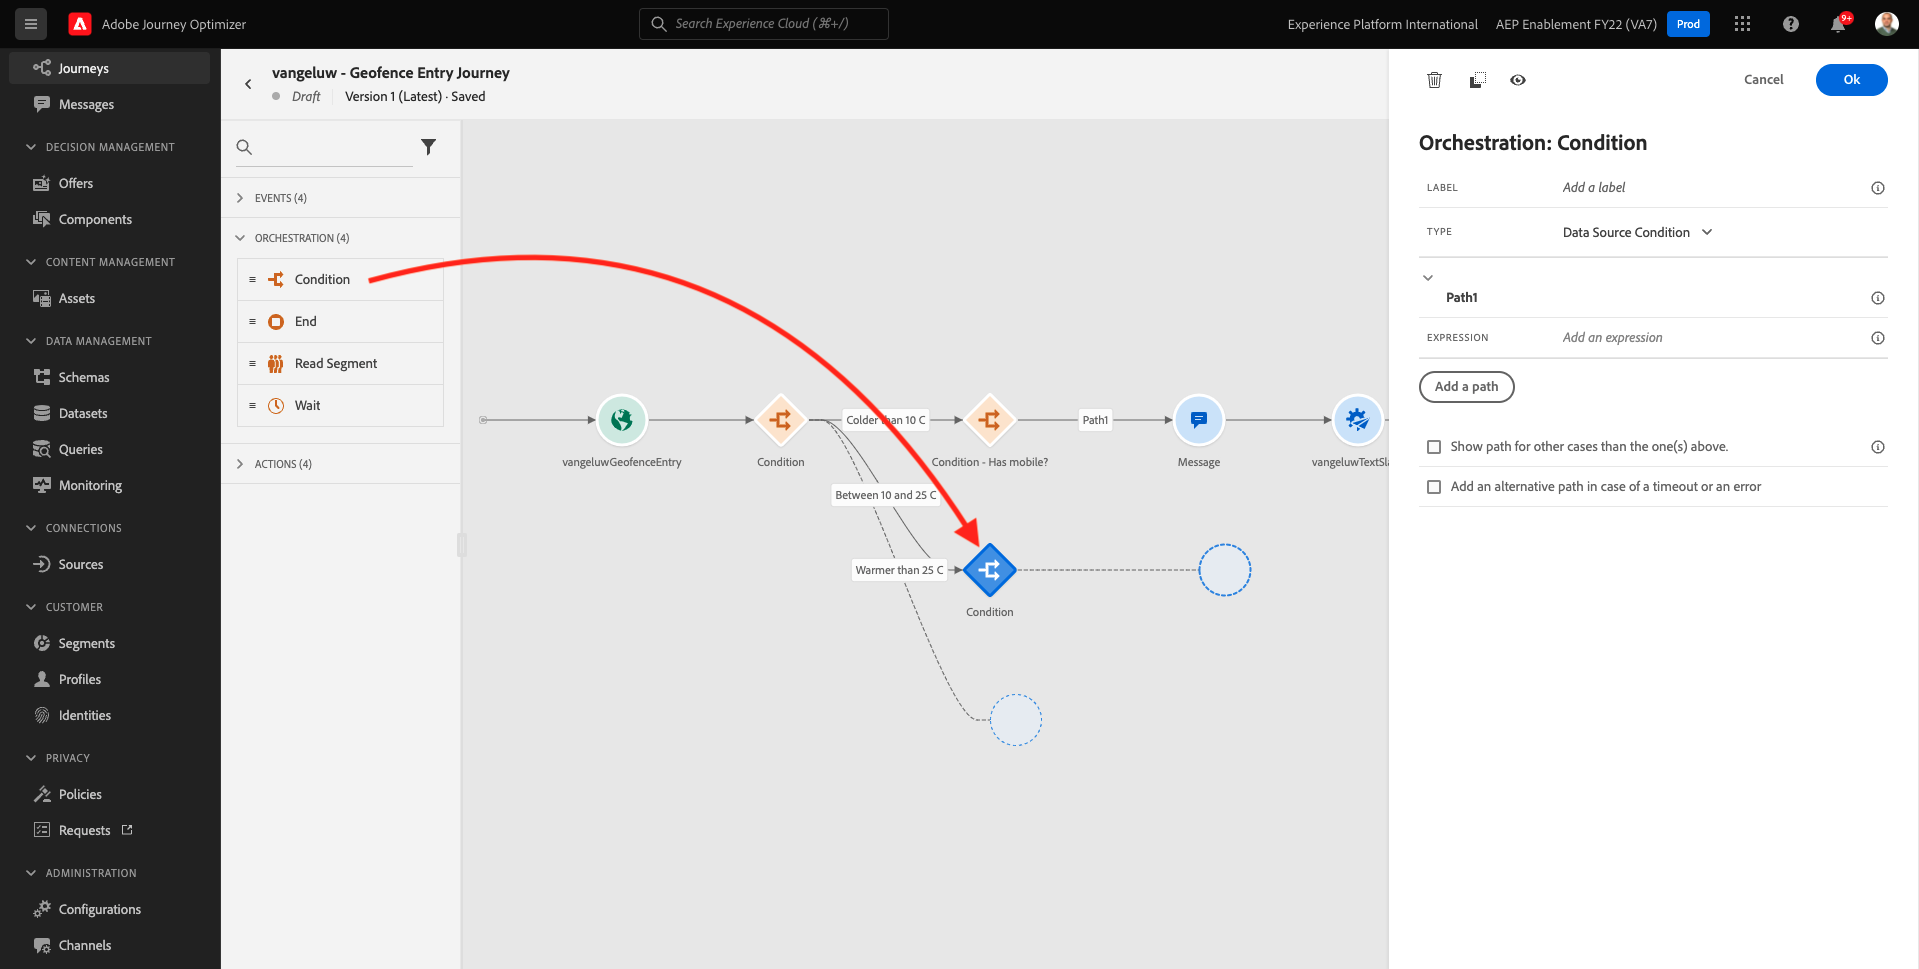 Adobe Journey Optimizer
Search Experience Cloud (⌘+/)
Experience Platform International
AEP Enablement FY22 (VA7)
Prod
9+
Journeys
Messages
DECISION MANAGEMENT
Offers
Components
CONTENT MANAGEMENT
Assets
DATA MANAGEMENT
Schemas
Datasets
Queries
Monitoring
CONNECTIONS
Sources
CUSTOMER
Segments
Profiles
Identities
PRIVACY
Policies
Requests
ADMINISTRATION
Configurations
Channels
vangeluw - Geofence Entry Journey
Draft
Version 1 (Latest) · Saved
EVENTS (4)
ORCHESTRATION (4)
Condition
End
Read Segment
Wait
ACTIONS (4)
vangeluwGeofenceEntry
Condition
Colder than 10 C
Condition - Has mobile?
Path1
Message
vangeluwTextSla
Between 10 and 25 C
Warmer than 25 C
Condition
Cancel
Ok
Orchestration: Condition
LABEL
Add a label
TYPE
Data Source Condition
Path1
EXPRESSION
Add an expression
Add a path
Show path for other cases than the one(s) above.
Add an alternative path in case of a timeout or an error